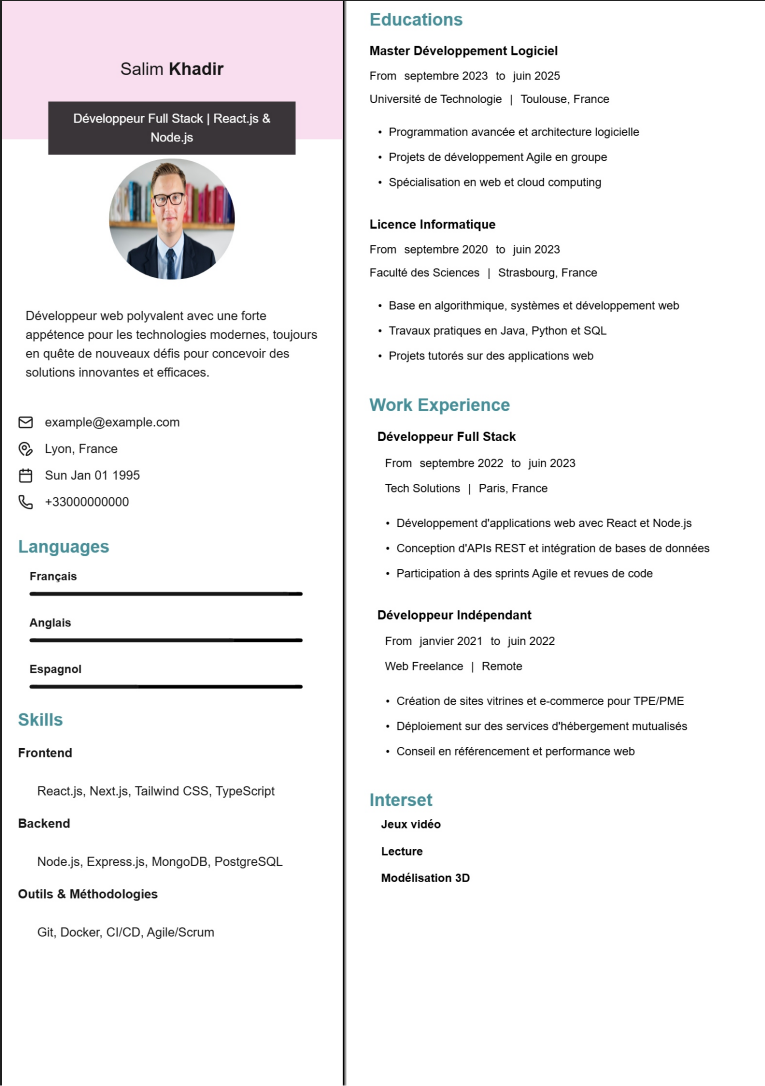 Salim Khadir
Développeur Full Stack | React.js &
Node.js
Développeur web polyvalent avec une forte
appétence pour les technologies modernes, toujours
en quête de nouveaux défis pour concevoir des
solutions innovantes et efficaces.
example@example.com
Lyon, France
Sun Jan 01 1995
+33000000000
Languages
Français
Anglais
Espagnol
Skills
Frontend
React.js, Next.js, Tailwind CSS, TypeScript
Backend
Node.js, Express.js, MongoDB, PostgreSQL
Outils & Méthodologies
Git, Docker, CI/CD, Agile/Scrum
Educations
Master Développement Logiciel
From septembre 2023 to juin 2025
Université de Technologie | Toulouse, France
• Programmation avancée et architecture logicielle
• Projets de développement Agile en groupe
• Spécialisation en web et cloud computing
Licence Informatique
From septembre 2020 to juin 2023
Faculté des Sciences | Strasbourg, France
• Base en algorithmique, systèmes et développement web
• Travaux pratiques en Java, Python et SQL
• Projets tutorés sur des applications web
Work Experience
Développeur Full Stack
From septembre 2022 to juin 2023
Tech Solutions | Paris, France
• Développement d'applications web avec React et Node.js
• Conception d'APIs REST et intégration de bases de données
• Participation à des sprints Agile et revues de code
Développeur Indépendant
From janvier 2021 to juin 2022
Web Freelance | Remote
• Création de sites vitrines et e-commerce pour TPE/PME
• Déploiement sur des services d'hébergement mutualisés
• Conseil en référencement et performance web
Interset
Jeux vidéo
Lecture
Modélisation 3D